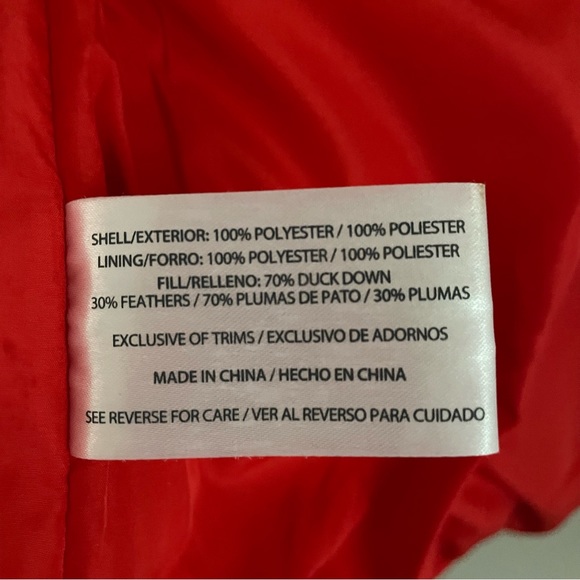 SHELL/EXTERIOR: 100% POLYESTER / 100% POLIESTER
LINING/FORRO: 100% POLYESTER / 100% POLIESTER
FILL/RELLENO: 70% DUCK DOWN
30% FEATHERS / 70% PLUMAS DE PATO / 30% PLUMAS
EXCLUSIVE OF TRIMS / EXCLUSIVO DE ADORNOS
MADE IN CHINA / HECHO EN CHINA
SEE REVERSE FOR CARE / VER AL REVERSO PARA CUIDADO